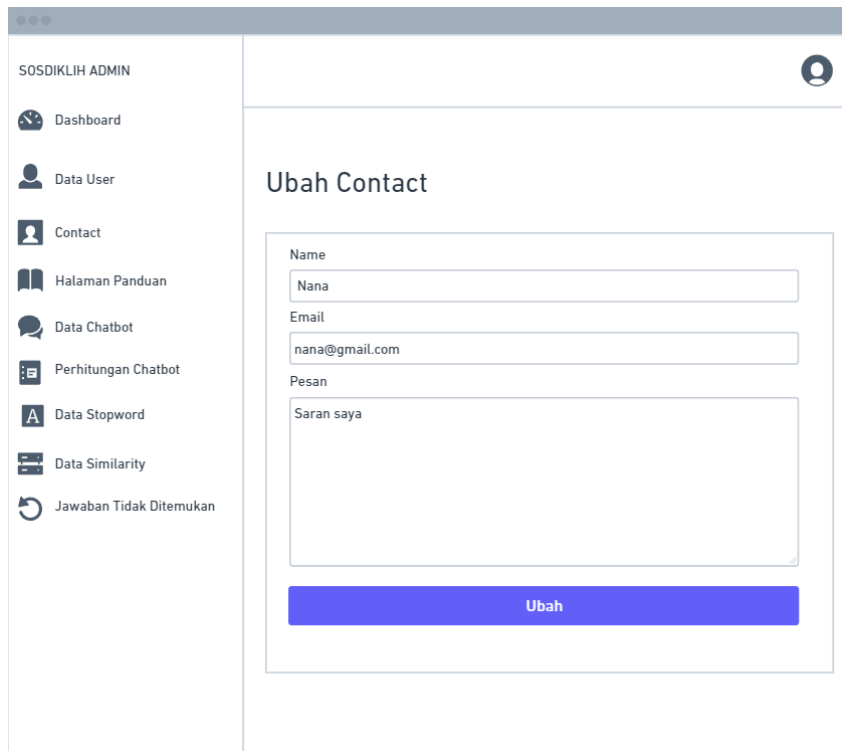 SOSDIKLIH ADMIN
Dashboard
Data User
Contact
Halaman Panduan
Data Chatbot
Perhitungan Chatbot
A
Data Stopword
Data Similarity
Jawaban Tidak Ditemukan
Ubah Contact
Name
Nana
Email
nana@gmail.com
Pesan
Saran saya
Ubah